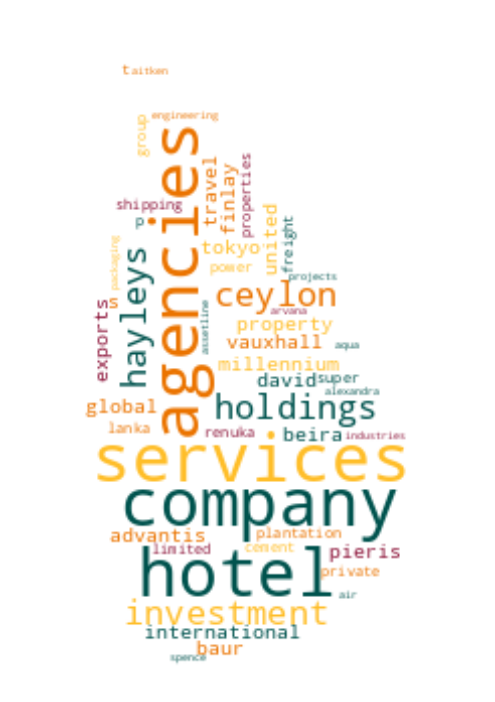 t
aitken
engineering
group
agencies
travel
finlay
properties
shipping
p
united
freight
tokyo
packaging
hayleys
power
projects
s
ceylon
exports
assetline
arvana
property
vauxhall
aqua
millennium
david
super
alexandra
global
holdings
lanka
renuka
beira
industries
services
company
advantis
plantation
limited
cement
pieris
hotel
private
air
investment
international
baur
spence